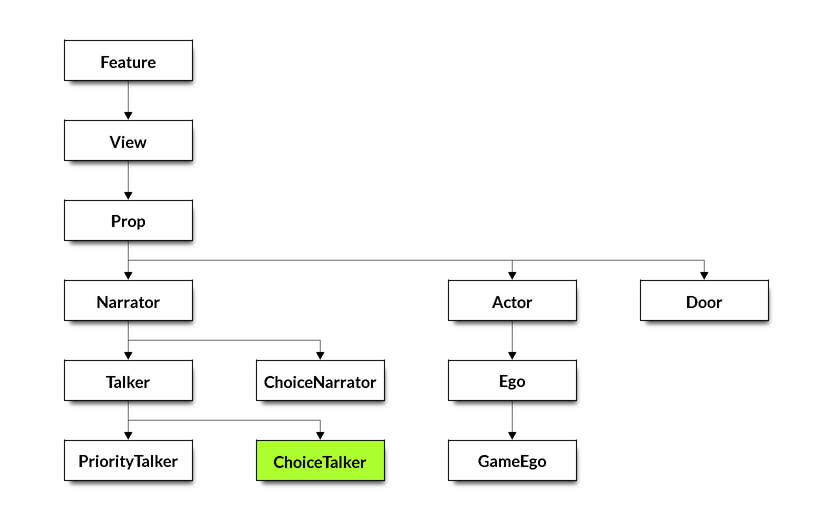 Feature
View
Prop
Narrator
Actor
Door
Talker
ChoiceNarrator
Ego
PriorityTalker
ChoiceTalker
GameEgo